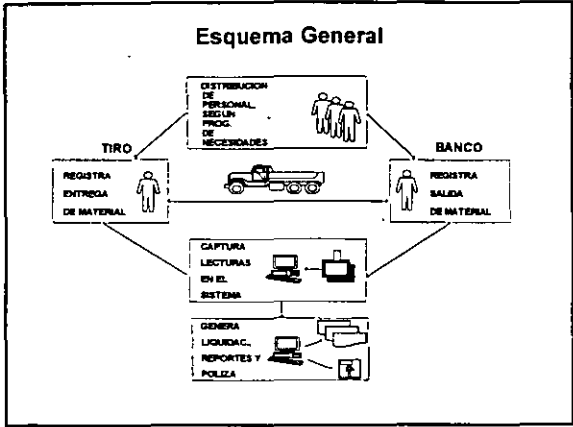 Esquema General
DISTRIBUCION
DE
PERSONAL,
SEGUN
PROG.
DE
NECESIDADES
TIRO
BANCO
REGISTRA
ENTREGA
DE MATERIAL
REGISTRA
SALIDA
DE MATERIAL
CAPTURA
LECTURAS
EN EL
SISTEMA
GENERA
LIQUIDAC.,
REPORTES Y
POLIZA